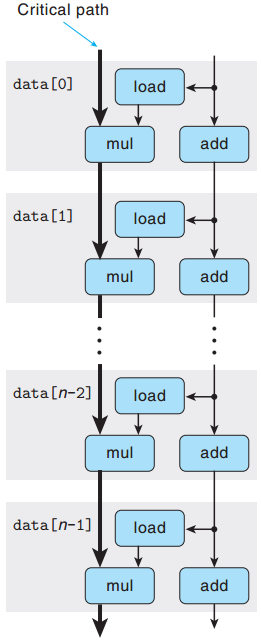 Critical path
data[0]
load
mul
add
data[1]
load
mul
add
data[n-2]
load
mul
add
data[n-1]
load
mul
add